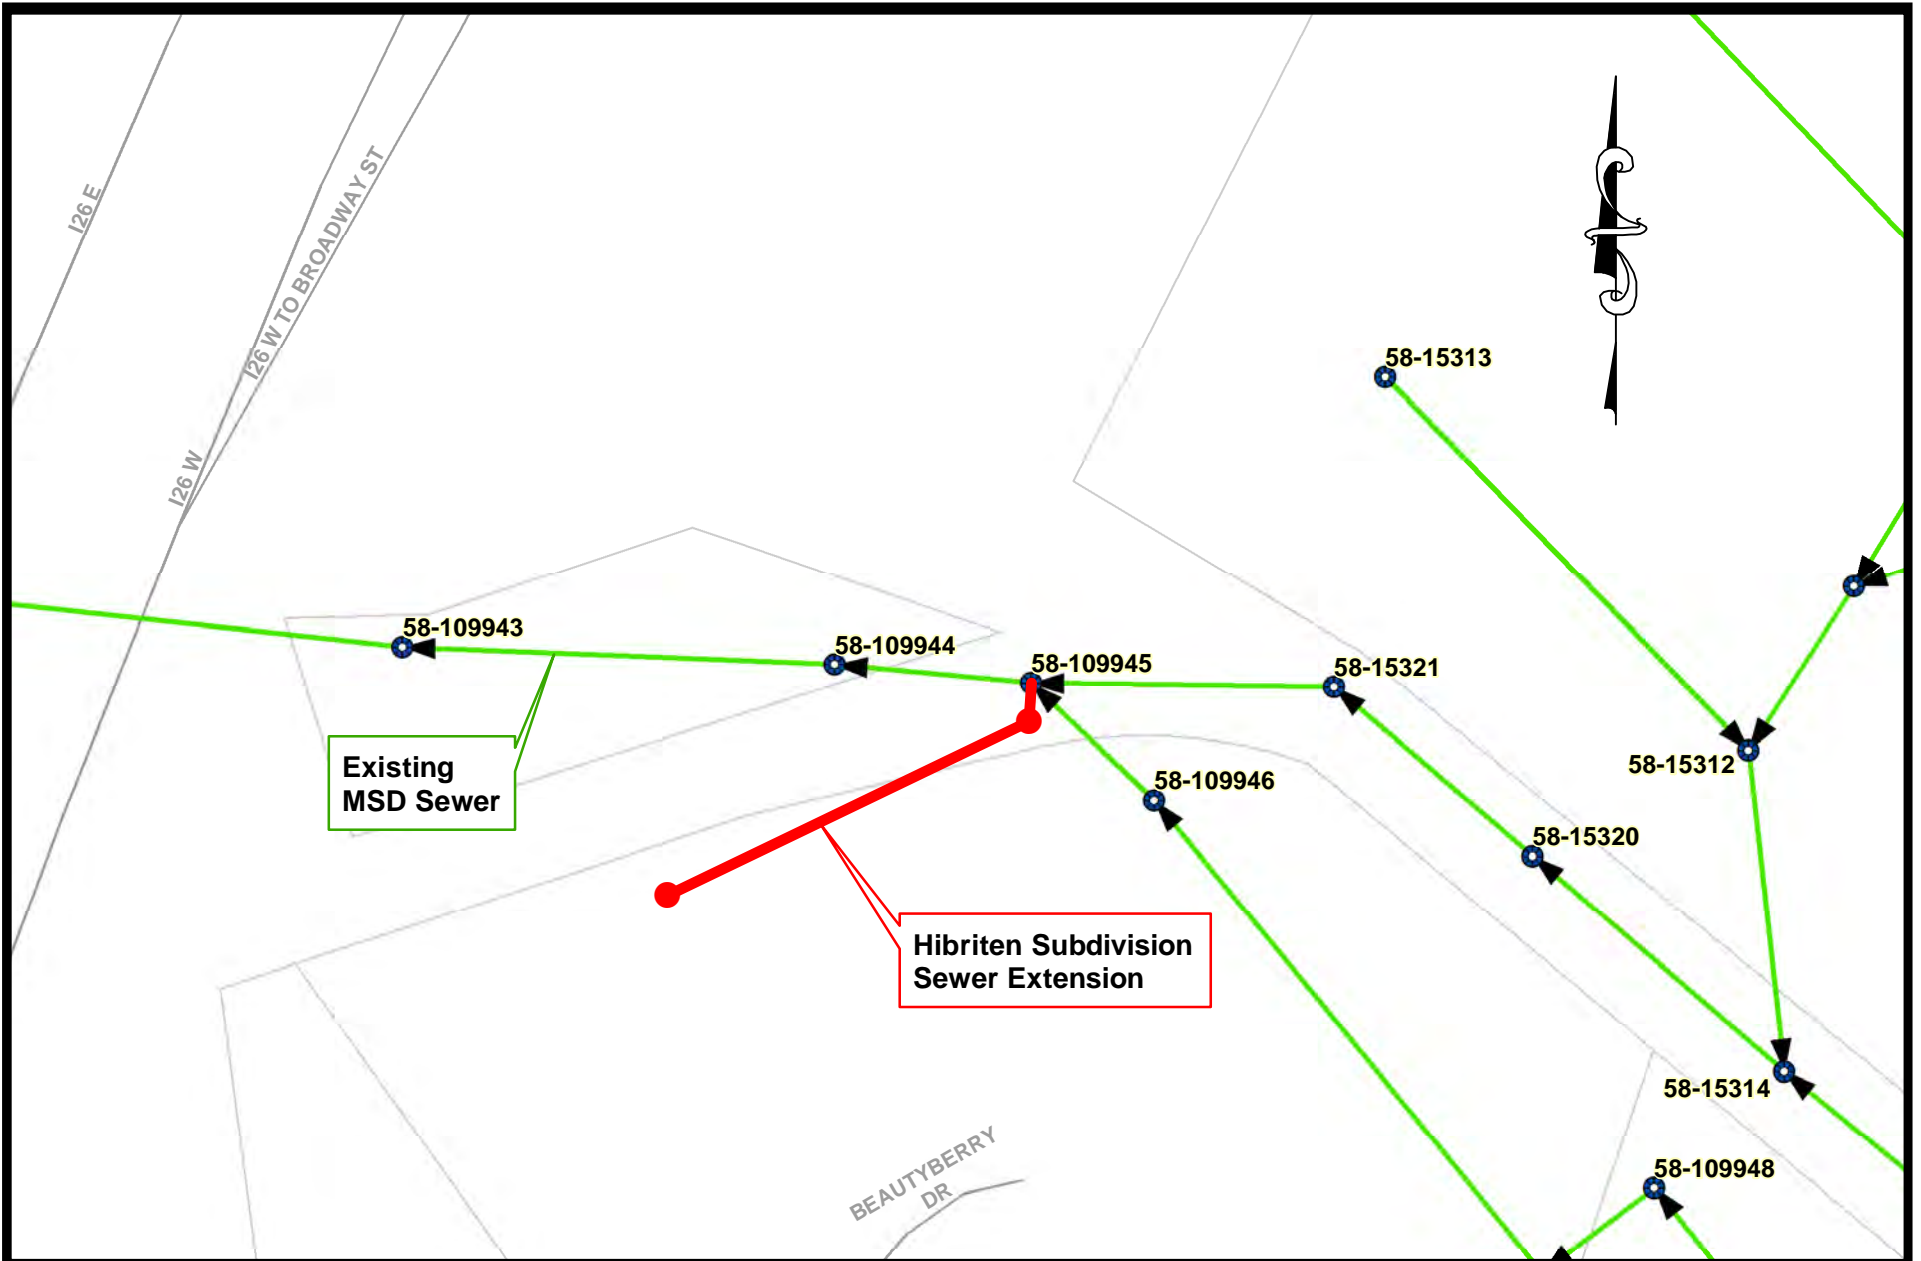 I26 E
I26 W TO BROADWAY ST
I26 W
58-15313
58-109943
58-109944
58-109945
58-15321
Existing
MSD Sewer
58-15312
58-109946
58-15320
Hibriten Subdivision
Sewer Extension
58-15314
BEAUTYBERRY
DR
58-109948